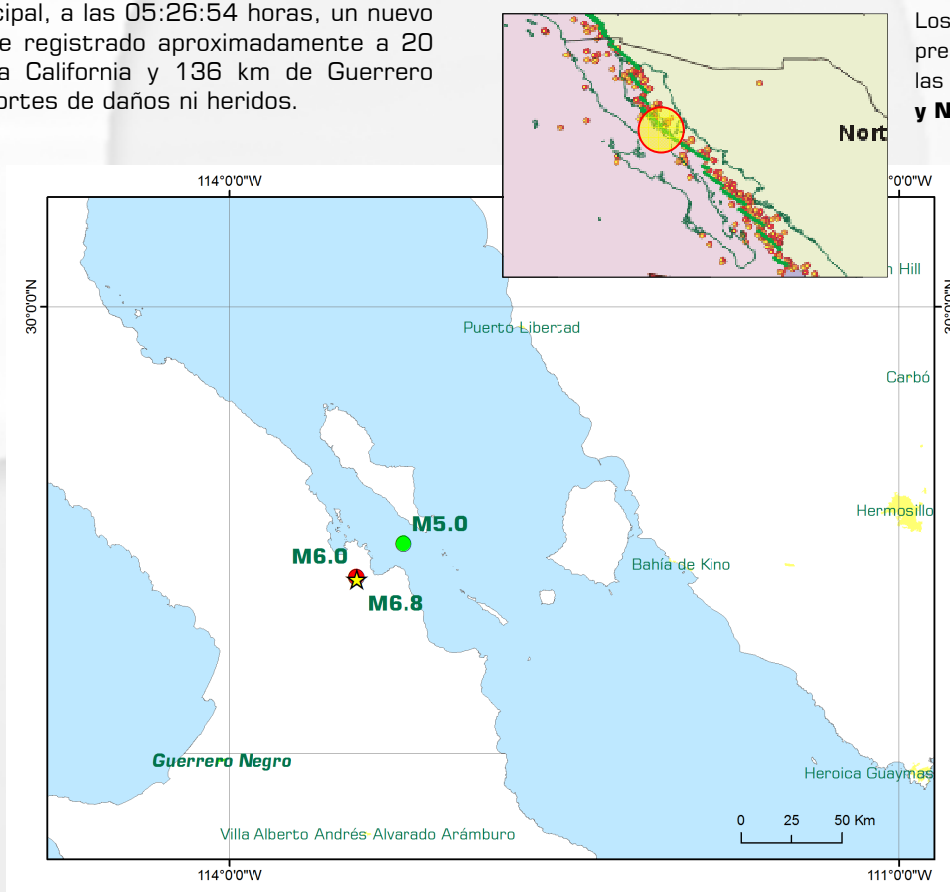 cipal, a las 05:26:54 horas, un nuevo
e registrado aproximadamente a 20
a California y 136 km de Guerrero
ortes de daños ni heridos.
Los
pre
las
y N
Nort
114°0'0"W
°0'0"W
n Hill
30°0'0"N
30°0'0"N
Puerto Libertad
Carbó
Hermosillo
M5.0
M6.0
Bahía de Kino
M6.8
Guerrero Negro
Heroica Guaymas
0 25 50 Km
Villa Alberto Andrés Alvarado Arámburo
114°0'0"W
111°0'0"W